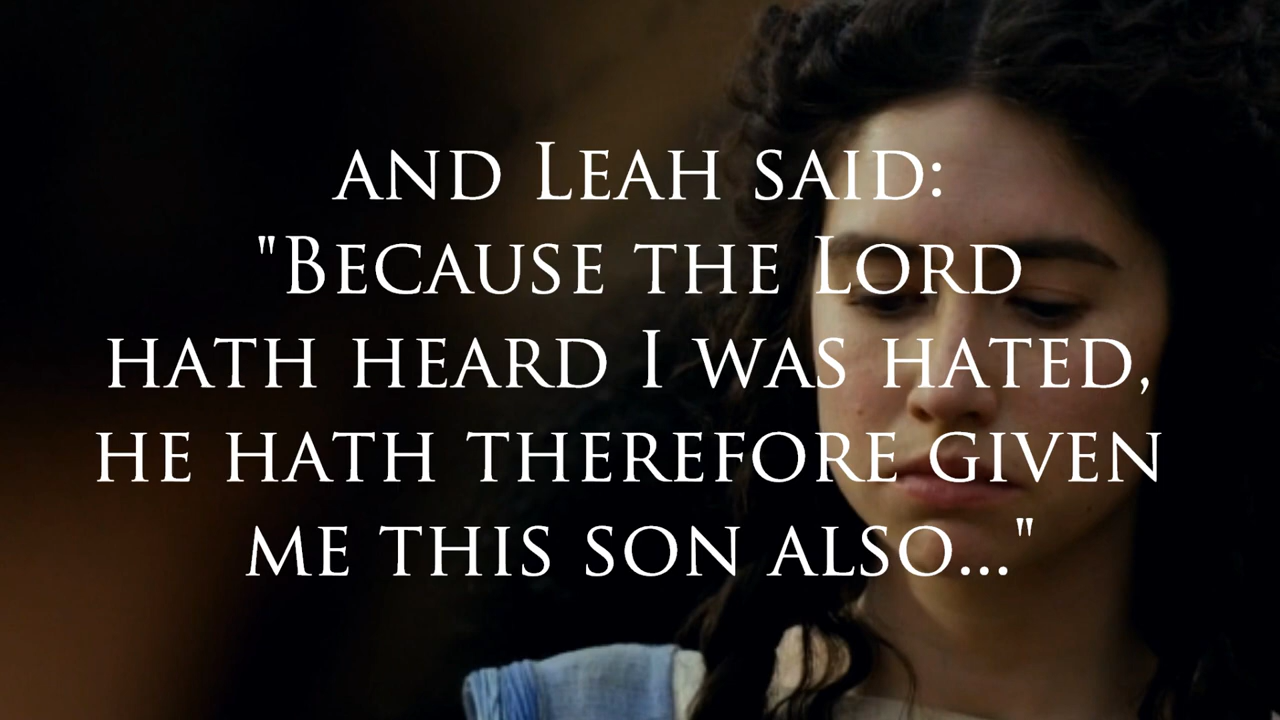 and Leah said:
"Because the Lord
hath heard I was hated,
he hath therefore given
me this son also..."